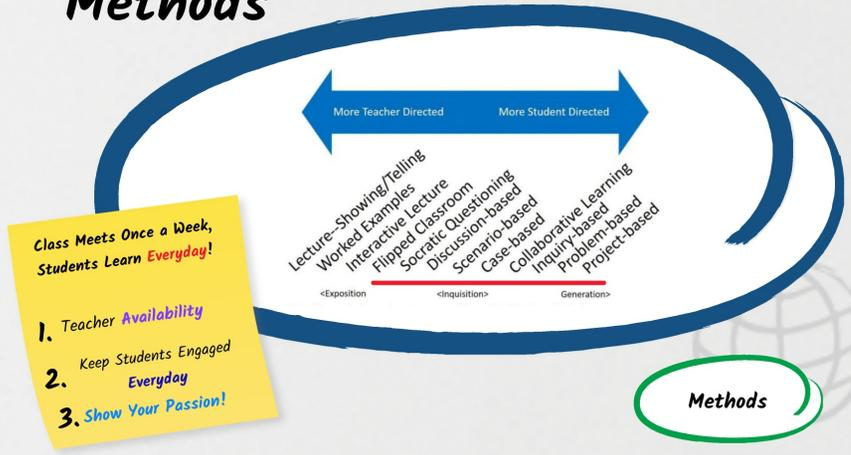 Methods
More Teacher Directed More Student Directed
Lecture--Showing/Telling
Worked Examples
Interactive Lecture
Flipped Classroom
Socratic Questioning
Discussion-based
Scenario-based
Case-based
Collaborative Learning
Inquiry-based
Problem-based
Project-based
<Exposition <Inquisition> Generation>
Class Meets Once a Week,
Students Learn Everyday!
1. Teacher Availability
2. Keep Students Engaged
Everyday
3. Show Your Passion!
Methods